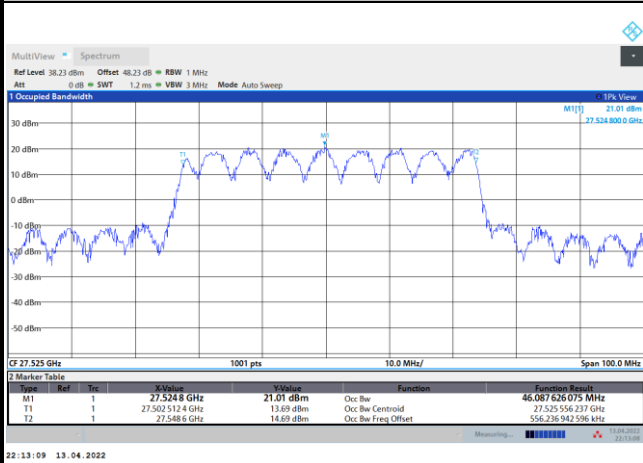 MultiView Spectrum
Ref Level 38.23 dBm Offset 48.23 dB RBW 1 MHz
Att 0 dB SWT 1.2 ms VBW 3 MHz Mode Auto Sweep
1 Occupied Bandwidth 1Pk View
M1[1] 21.01 dBm
27.524 800 0 GHz
30 dBm
M1
20 dBm
T1
T2
10 dBm
0 dBm
-10 dBm
-20 dBm
-30 dBm
-40 dBm
-50 dBm
CF 27.525 GHz 1001 pts 10.0 MHz/ Span 100.0 MHz
2 Marker Table
Type Ref Trc X-Value Y-Value Function Function Result
M1 1 27.524 8 GHz 21.01 dBm Occ Bw 46.087 626 075 MHz
T1 1 27.502 512 4 GHz 13.69 dBm Occ Bw Centroid 27.525 556 237 GHz
T2 1 27.548 6 GHz 14.69 dBm Occ Bw Freq Offset 556.236 942 596 kHz
Measuring... 13.04.2022
22:13:08
22:13:09 13.04.2022